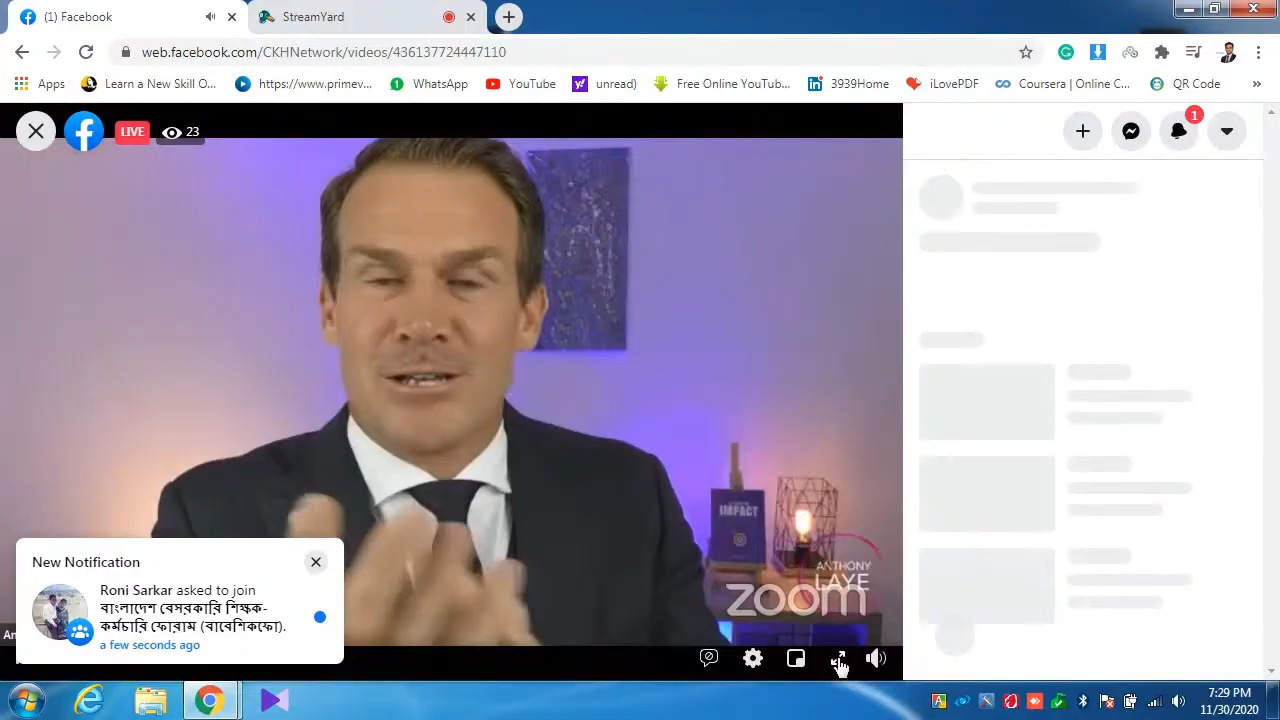 (1) Facebook
StreamYard
web.facebook.com/CKHNetwork/videos/436137724447110
Apps
Learn a New Skill O...
https://www.primev...
WhatsApp
YouTube
unread)
Free Online YouTub...
3939Home
iLovePDF
Coursera | Online C...
QR Code
»
LIVE
23
1
IMPACT
ANTHONY
LAYE
zoom
New Notification
Roni Sarkar asked to join
বাংলাদেশ বেসরকারি শিক্ষক-
কর্মচারি ফোরাম (বাবেশিকফো).
a few seconds ago
An
7:29 PM
11/30/2020